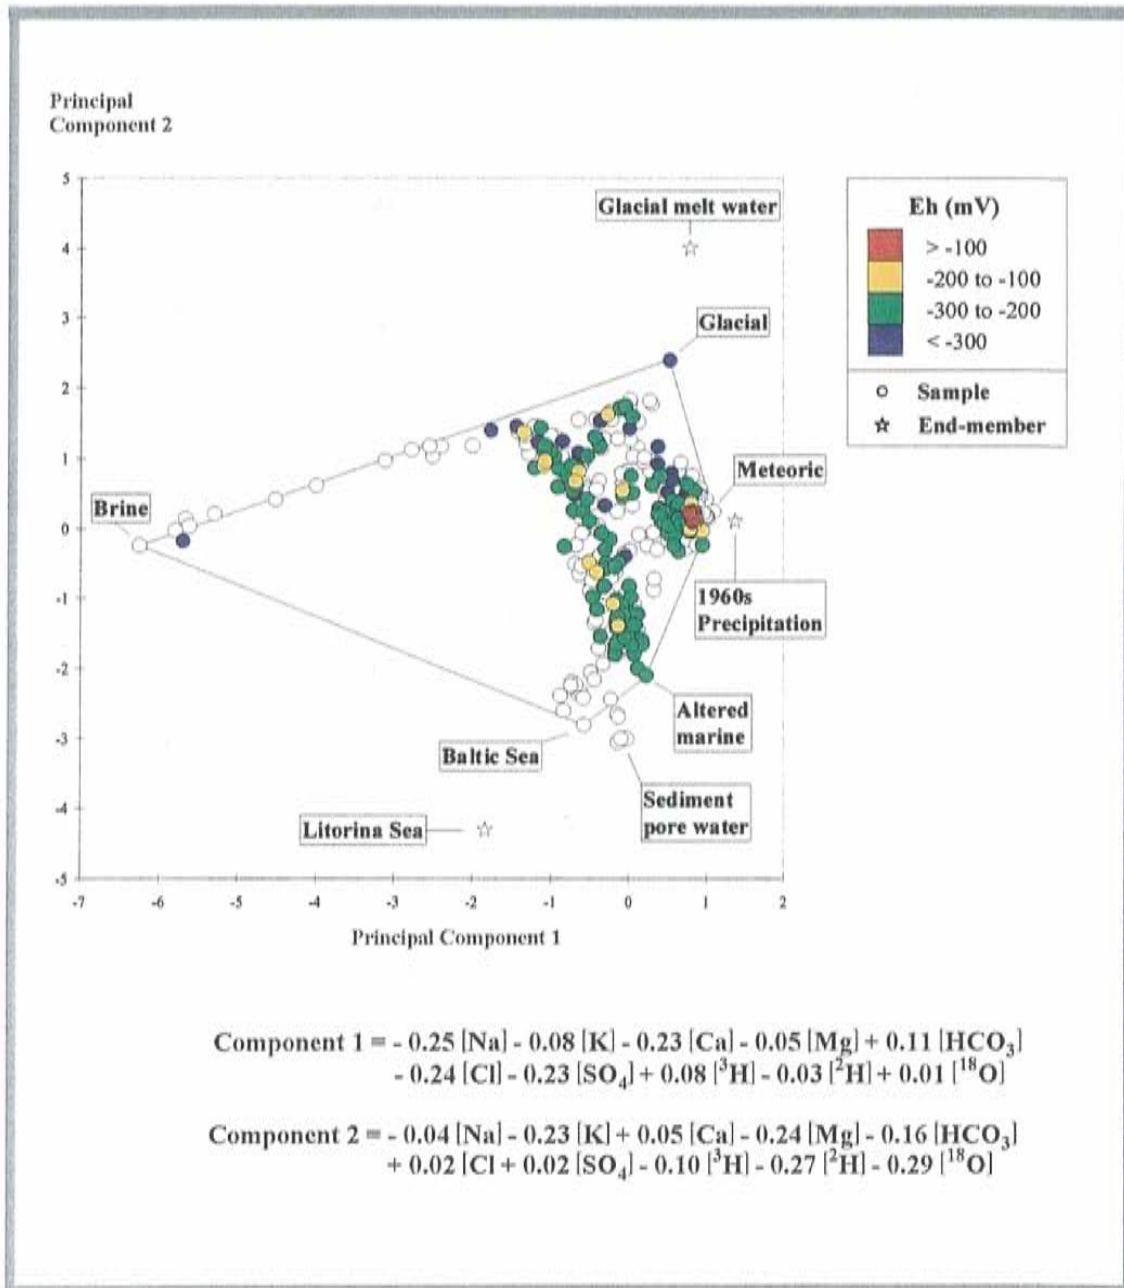 Principal
Component 2
5
4
3
2
1
0
-1
-2
-3
-4
-5
-7
-6
-5
-4
-3
-2
-1
0
1
2
Principal Component 1
Glacial melt water
Glacial
Meteoric
Brine
1960s
Precipitation
Altered
marine
Baltic Sea
Sediment
pore water
Litorina Sea
Eh (mV)
> -100
-200 to -100
-300 to -200
< -300
Sample
End-member
Component 1 = - 0.25 [Na] - 0.08 [K] - 0.23 [Ca] - 0.05 [Mg] + 0.11 [HCO₃]
- 0.24 [Cl] - 0.23 [SO₄] + 0.08 [³H] - 0.03 [²H] + 0.01 [¹⁸O]
Component 2 = - 0.04 [Na] - 0.23 [K] + 0.05 [Ca] - 0.24 [Mg] - 0.16 [HCO₃]
+ 0.02 [Cl + 0.02 [SO₄] - 0.10 [³H] - 0.27 [²H] - 0.29 [¹⁸O]